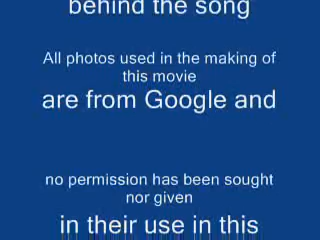 behind the song
All photos used in the making of
this movie
are from Google and
no permission has been sought
nor given
in their use in this